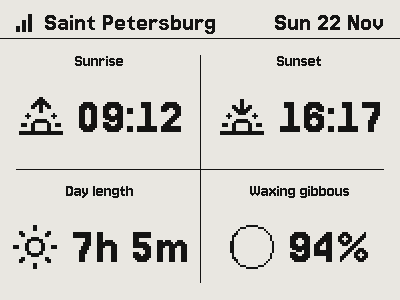 Saint Petersburg Sun 22 Nov
Sunrise
09:12
Sunset
16:17
Day length
7h 5m
Waxing gibbous
94%